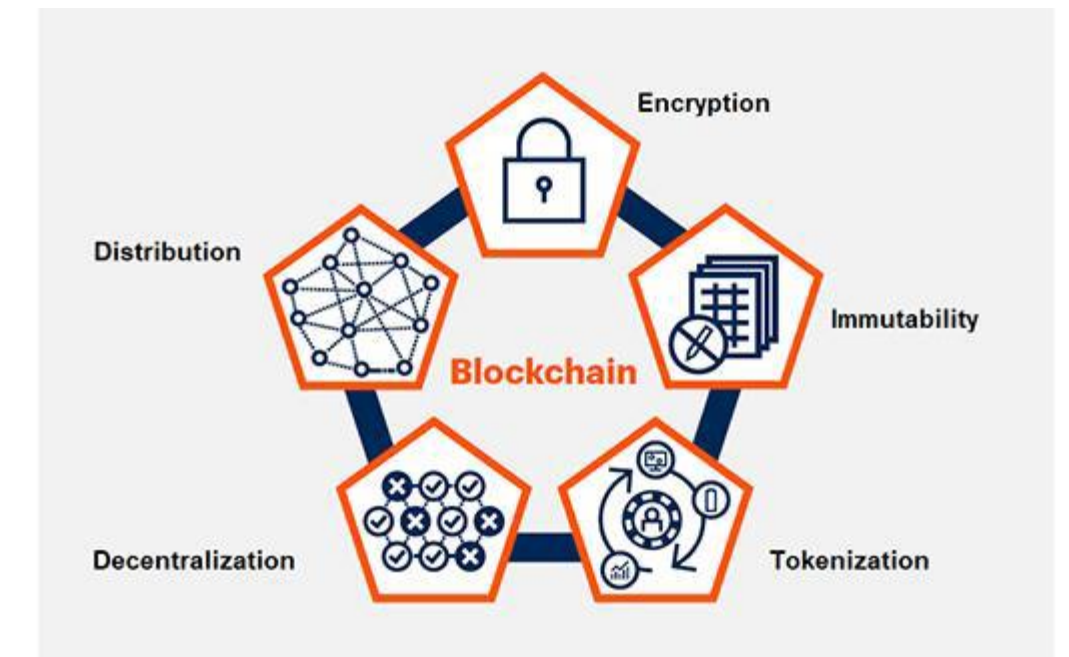 Encryption
Distribution
Immutability
Blockchain
Decentralization
Tokenization